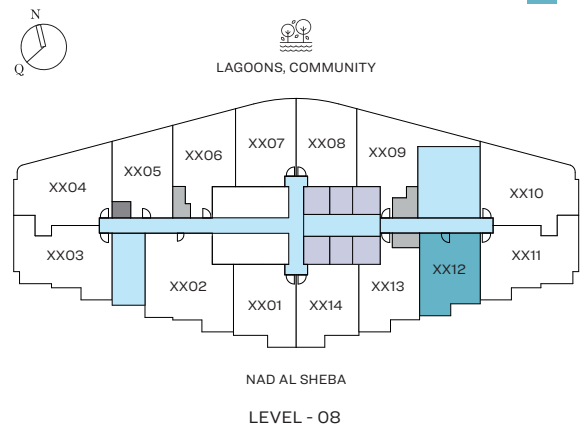 N
Q
LAGOONS, COMMUNITY
XX07 XX08
XX06 XX09
XX05
XX04 XX10
XX03 XX11
XX12
XX02 XX13
XX01 XX14
NAD AL SHEBA
LEVEL - 08